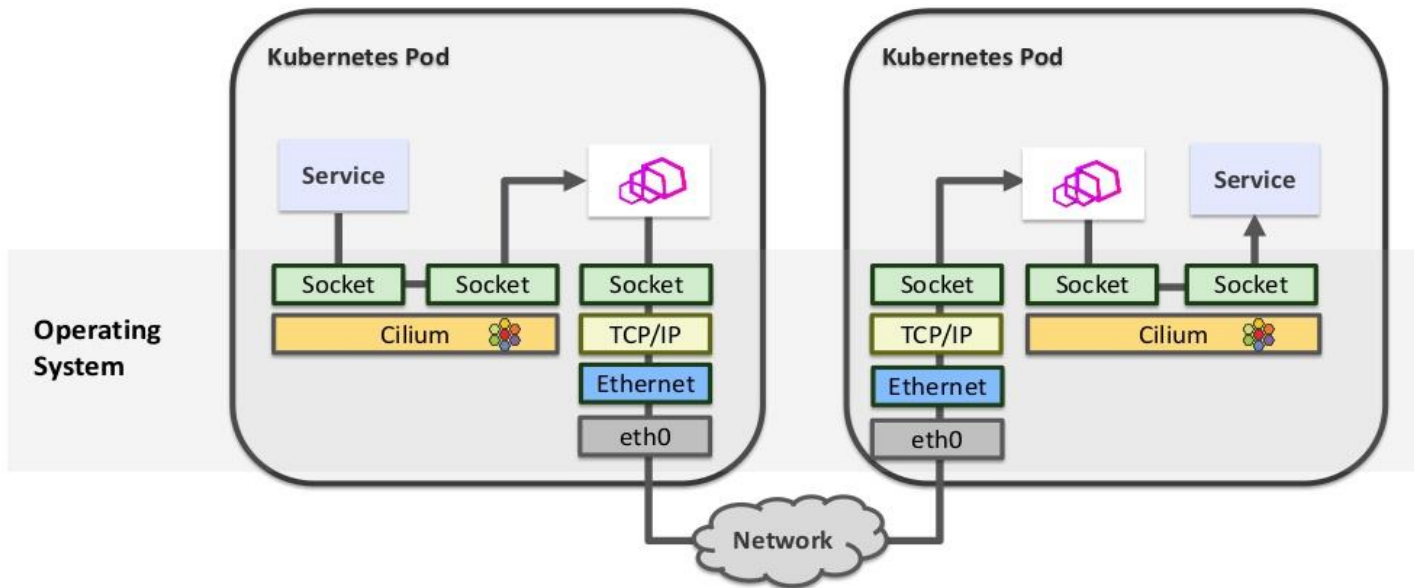 Kubernetes Pod
Kubernetes Pod
Service
Service
Socket
Socket
Socket
Socket
Socket
Socket
Operating
System
Cilium
TCP/IP
TCP/IP
Cilium
Ethernet
Ethernet
eth0
eth0
Network